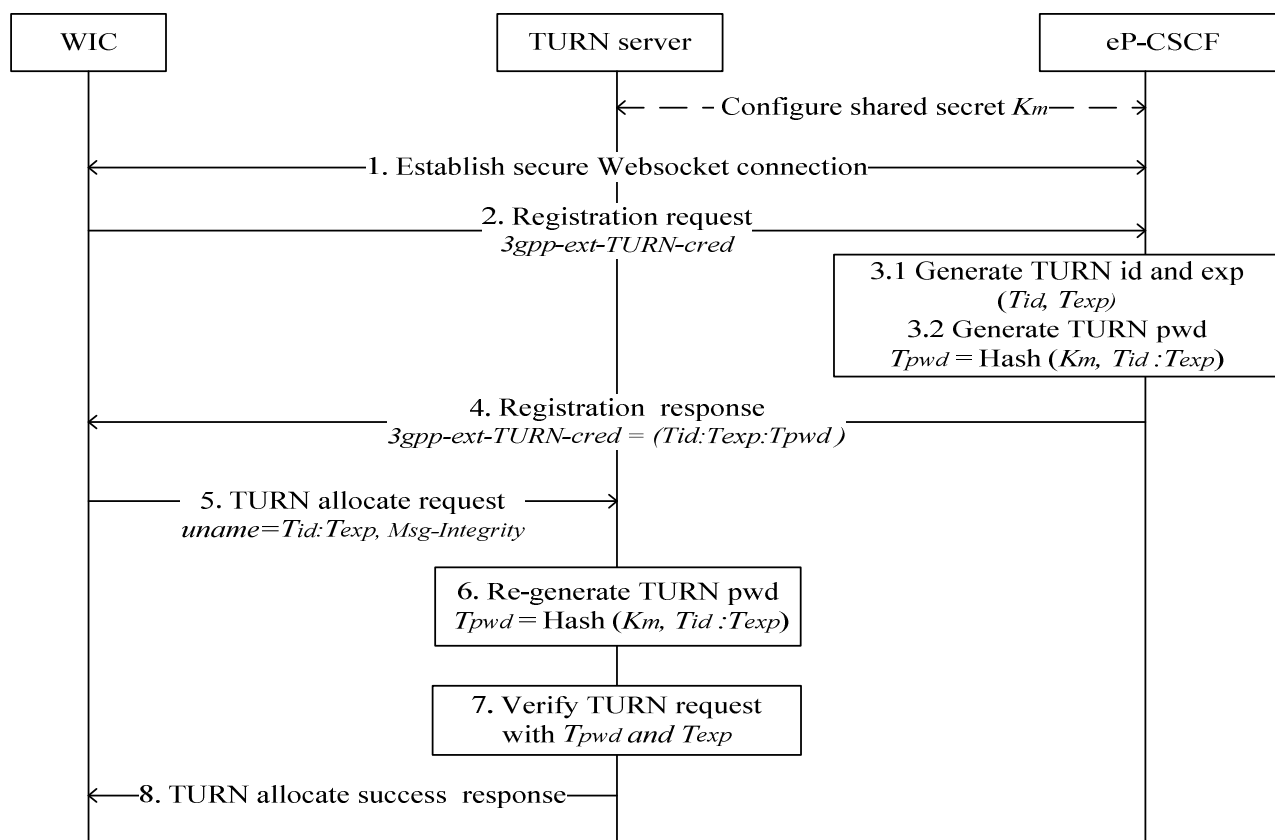 WIC
TURN server
eP-CSCF
Configure shared secret Km
1. Establish secure Websocket connection
2. Registration request
3gpp-ext-TURN-cred
3.1 Generate TURN id and exp
(Tid, Texp)
3.2 Generate TURN pwd
Tpwd = Hash (Km, Tid :Texp)
4. Registration response
3gpp-ext-TURN-cred = (Tid:Texp:Tpwd )
5. TURN allocate request
uname=Tid:Texp, Msg-Integrity
6. Re-generate TURN pwd
Tpwd = Hash (Km, Tid :Texp)
7. Verify TURN request
with Tpwd and Texp
8. TURN allocate success response